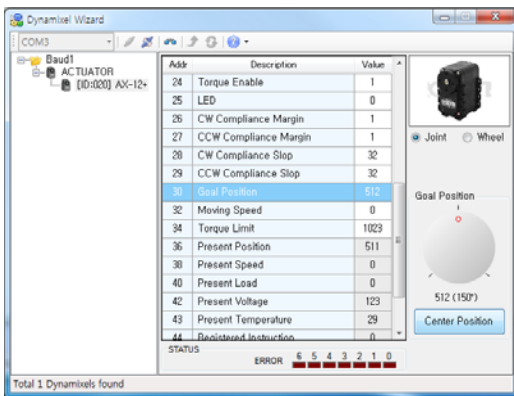 Dynamixel Wizard
COM3
Baud1
ACTUATOR
[ID:020] AX-12+
Addr Description Value
24 Torque Enable 1
25 LED 0
26 CW Compliance Margin 1
27 CCW Compliance Margin 1
28 CW Compliance Slop 32
29 CCW Compliance Slop 32
30 Goal Position 512
32 Moving Speed 0
34 Torque Limit 1023
36 Present Position 511
38 Present Speed 0
40 Present Load 0
42 Present Voltage 123
43 Present Temperature 29
44 Registered Instruction 0
STATUS
ERROR 6 5 4 3 2 1 0
Joint Wheel
Goal Position
512 (150°)
Center Position
Total 1 Dynamixels found